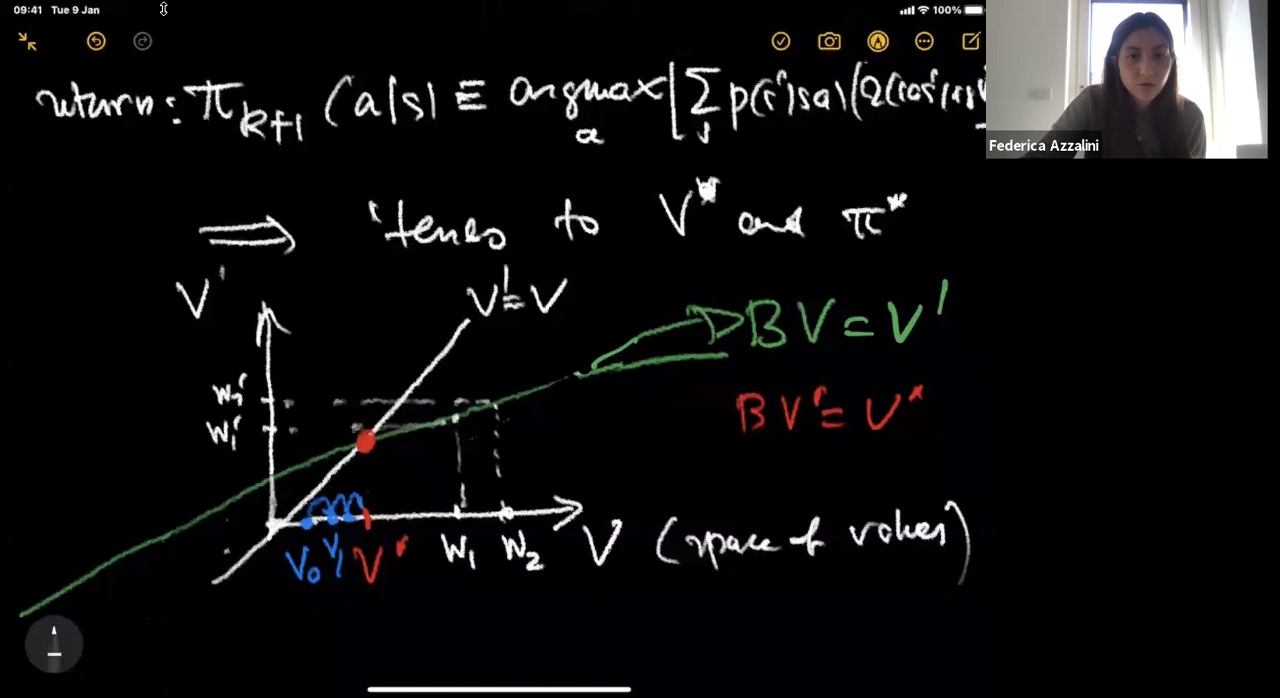 09:41 Tue 9 Jan 100%
return: π_{k+1} (a|s) ≡ argmax_a [∑ p(s'|sa)(
⟹ tends to V* and π*
V'
V'=V
BV=V'
W₂'
W₁'
BV*=V*
V₀ V₁ V* W₁ W₂ V (space of values)
Federica Azzalini